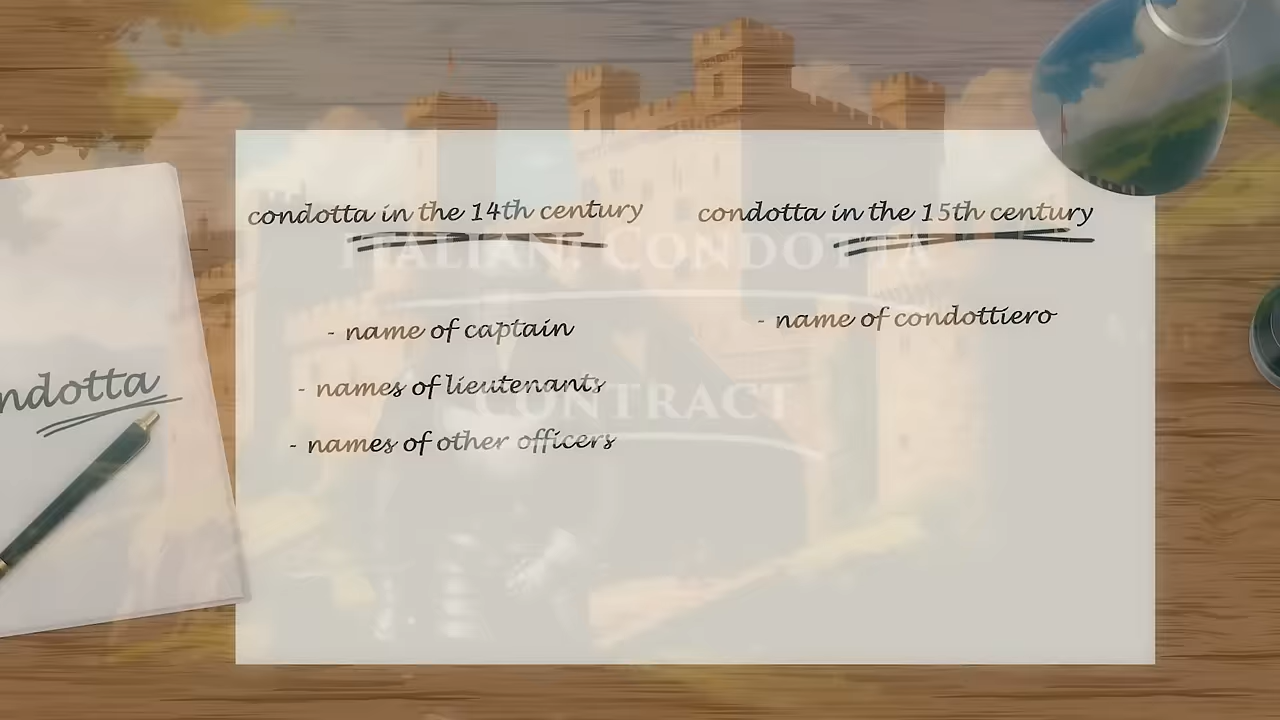 condotta in the 14th century
condotta in the 15th century
ITALIAN: CONDOTTA
- name of captain
- name of condottiero
- names of lieutenants
CONTRACT
- names of other officers
ndotta